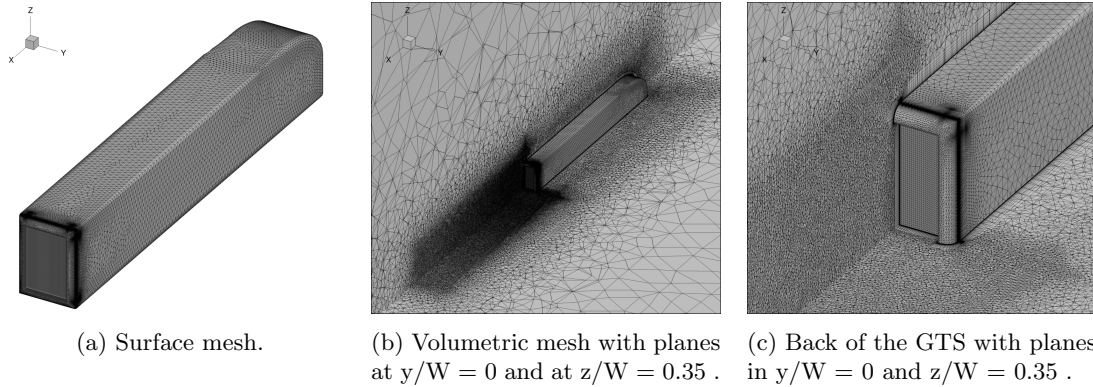 Z
Y
X
Z
Y
X
Z
Y
X
(a) Surface mesh.
(b) Volumetric mesh with planes
at y/W = 0 and at z/W = 0.35 .
(c) Back of the GTS with planes
in y/W = 0 and z/W = 0.35 .